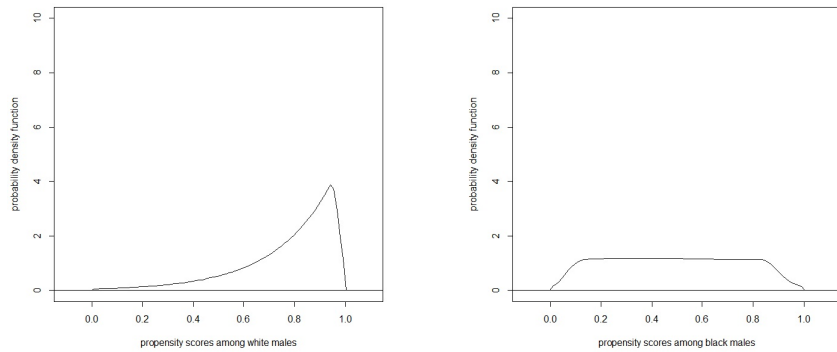 probability density function
10
8
6
4
2
0
0.0 0.2 0.4 0.6 0.8 1.0
propensity scores among white males
probability density function
10
8
6
4
2
0
0.0 0.2 0.4 0.6 0.8 1.0
propensity scores among black males